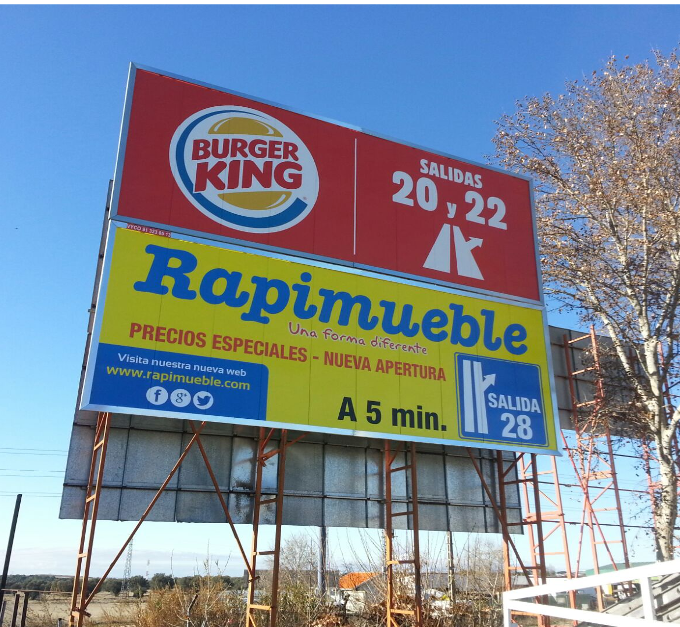 BURGER
KING
SALIDAS
20 y 22
Rapimueble
Una forma diferente
PRECIOS ESPECIALES - NUEVA APERTURA
Visita nuestra nueva web
www.rapimueble.com
f g+
A 5 min.
SALIDA
28